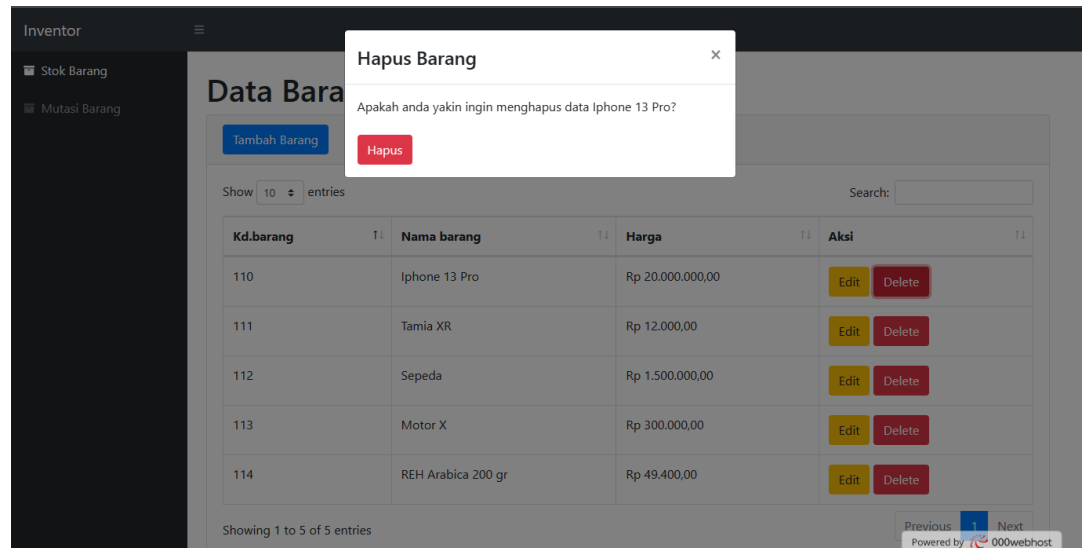 Inventor
Stok Barang
Mutasi Barang
Hapus Barang
×
Apakah anda yakin ingin menghapus data Iphone 13 Pro?
Hapus
Data Bara
Tambah Barang
Show 10 entries
Search:
Kd.barang Nama barang Harga Aksi
110 Iphone 13 Pro Rp 20.000.000,00 Edit Delete
111 Tamia XR Rp 12.000,00 Edit Delete
112 Sepeda Rp 1.500.000,00 Edit Delete
113 Motor X Rp 300.000,00 Edit Delete
114 REH Arabica 200 gr Rp 49.400,00 Edit Delete
Showing 1 to 5 of 5 entries
Previous 1 Next
Powered by 000webhost